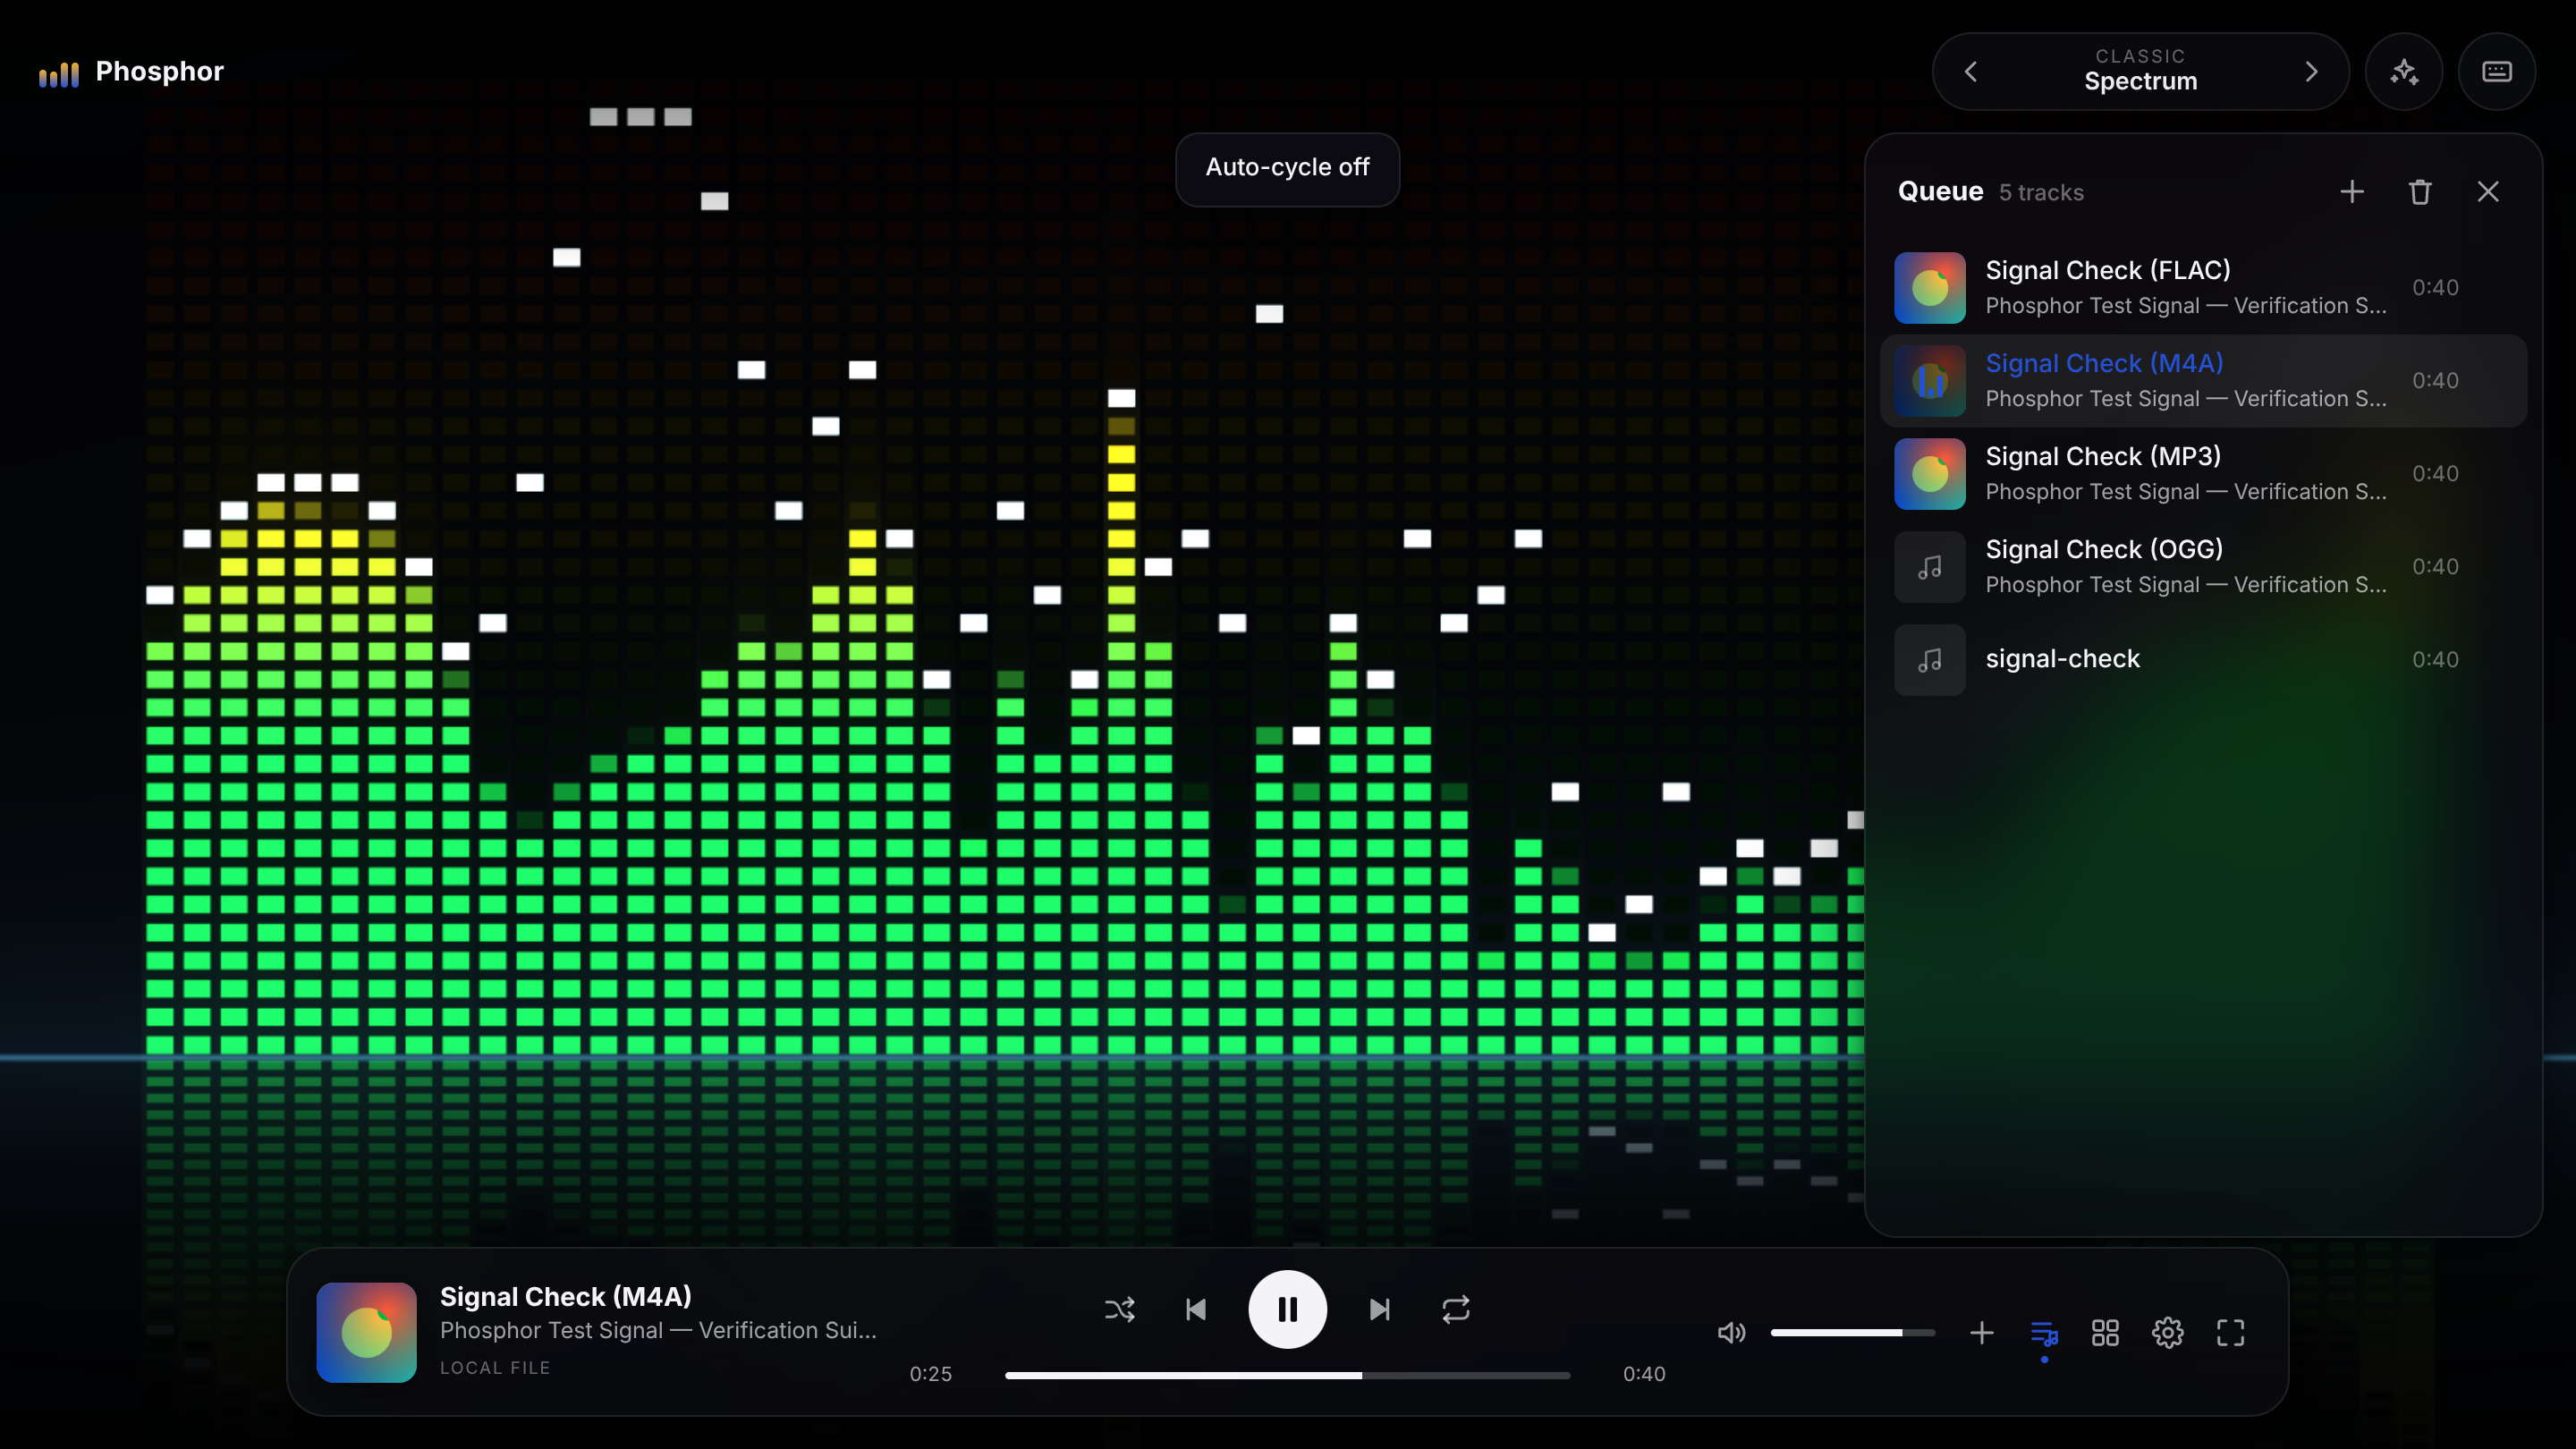 Phosphor
CLASSIC
Spectrum
Auto-cycle off
Queue 5 tracks
Signal Check (FLAC)
Phosphor Test Signal — Verification S...
0:40
Signal Check (M4A)
Phosphor Test Signal — Verification S...
0:40
Signal Check (MP3)
Phosphor Test Signal — Verification S...
0:40
Signal Check (OGG)
Phosphor Test Signal — Verification S...
0:40
signal-check
0:40
Signal Check (M4A)
Phosphor Test Signal — Verification Sui...
LOCAL FILE
0:25
0:40